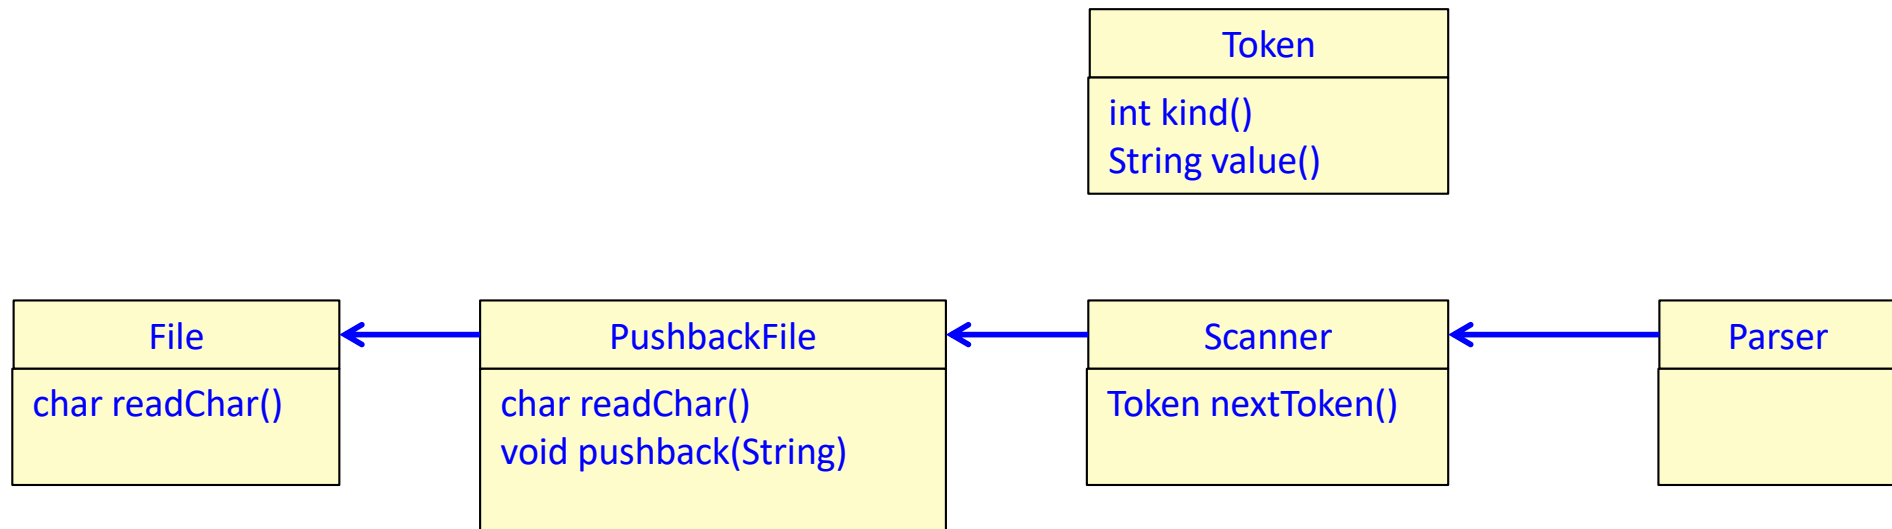 Token
int kind()
String value()
File
char readChar()
PushbackFile
char readChar()
void pushback(String)
Scanner
Token nextToken()
Parser